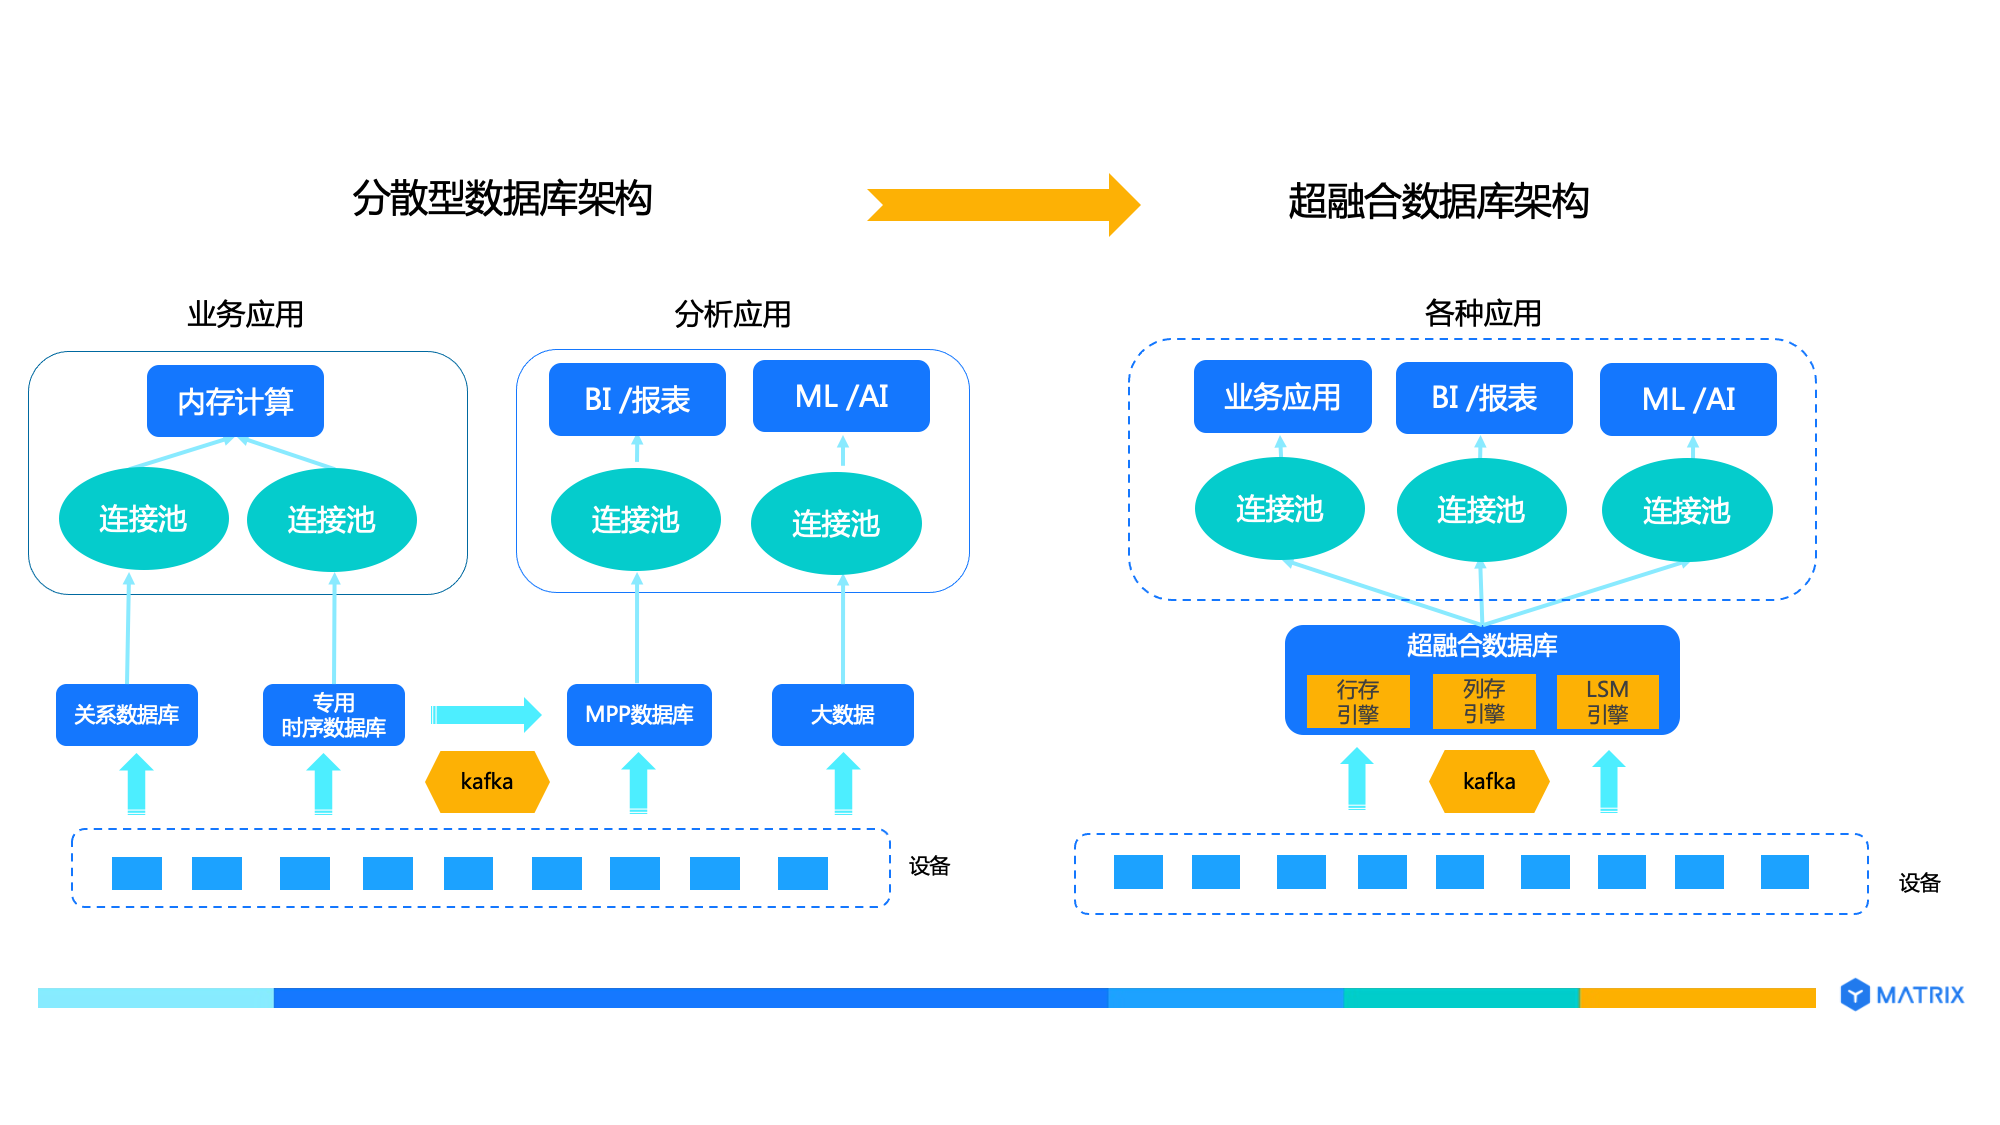 分散型数据库架构
超融合数据库架构
业务应用
分析应用
各种应用
内存计算
BI /报表
ML /AI
业务应用
BI /报表
ML /AI
连接池
连接池
连接池
连接池
连接池
连接池
连接池
超融合数据库
行存
引擎
列存
引擎
LSM
引擎
关系数据库
专用
时序数据库
MPP数据库
大数据
kafka
kafka
设备
设备
MATRIX